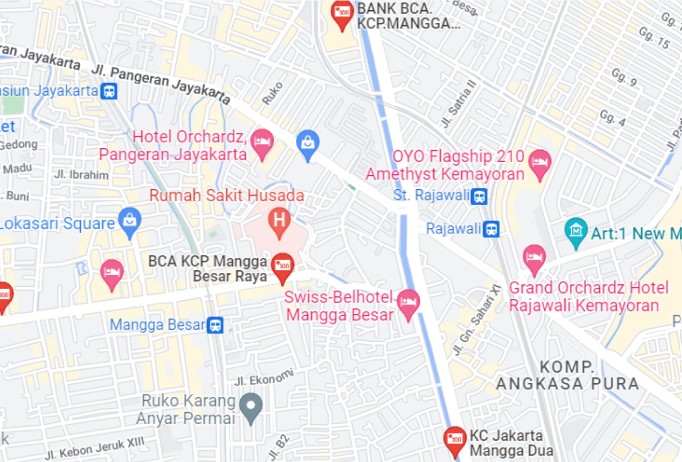 BANK BCA.
KCP.MANGGA...
Gg. 15
Gg. 9
Gg. 4
Jl. Satria II
Jayakarta
Jl. Pangeran Jayakarta
Jayakarta
Ruko
Hotel Orchardz,
Pangeran Jayakarta
Gedong
Madu
Jl. Ibrahim
. Buni
OYO Flagship 210
Amethyst Kemayoran
St. Rajawali
Rajawali
Rumah Sakit Husada
H
Lokasari Square
Art:1 New M
BCA KCP Mangga
Besar Raya
Grand Orchardz Hotel
Rajawali Kemayoran
Swiss-Belhotel
Mangga Besar
Mangga Besar
Jl. Gn. Sahari XI
KOMP.
ANGKASA PURA
Jl. Ekonomi
Ruko Karang
Anyar Permai
Jl. Kebon Jeruk XIII
Jl. B2
KC Jakarta
Mangga Dua